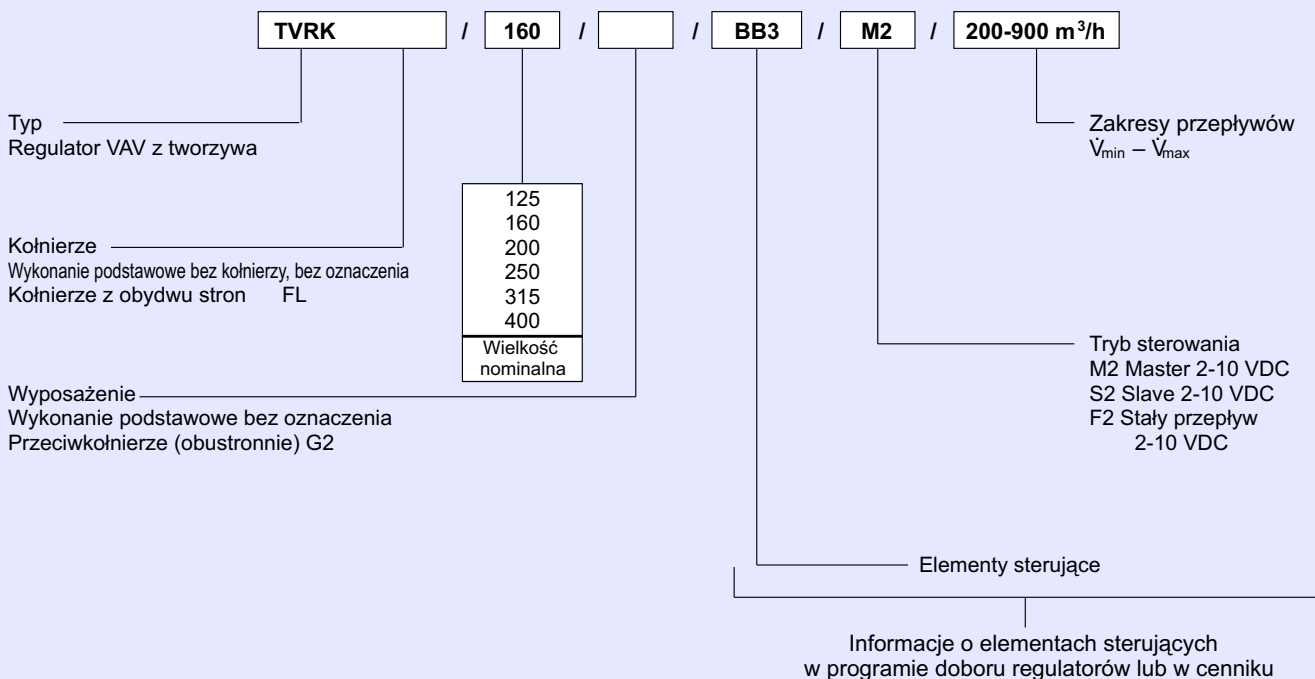 TVRK / 160 / / BB3 / M2 / 200-900 m³/h
Typ
Regulator VAV z tworzywa
Zakresy przepływów
V̇min – V̇max
125
160
200
250
315
400
Wielkość
nominalna
Kołnierze
Wykonanie podstawowe bez kołnierzy, bez oznaczenia
Kołnierze z obydwu stron FL
Tryb sterowania
M2 Master 2-10 VDC
S2 Slave 2-10 VDC
F2 Stały przepływ
2-10 VDC
Wyposażenie
Wykonanie podstawowe bez oznaczenia
Przeciwkołnierze (obustronnie) G2
Elementy sterujące
Informacje o elementach sterujących
w programie doboru regulatorów lub w cenniku